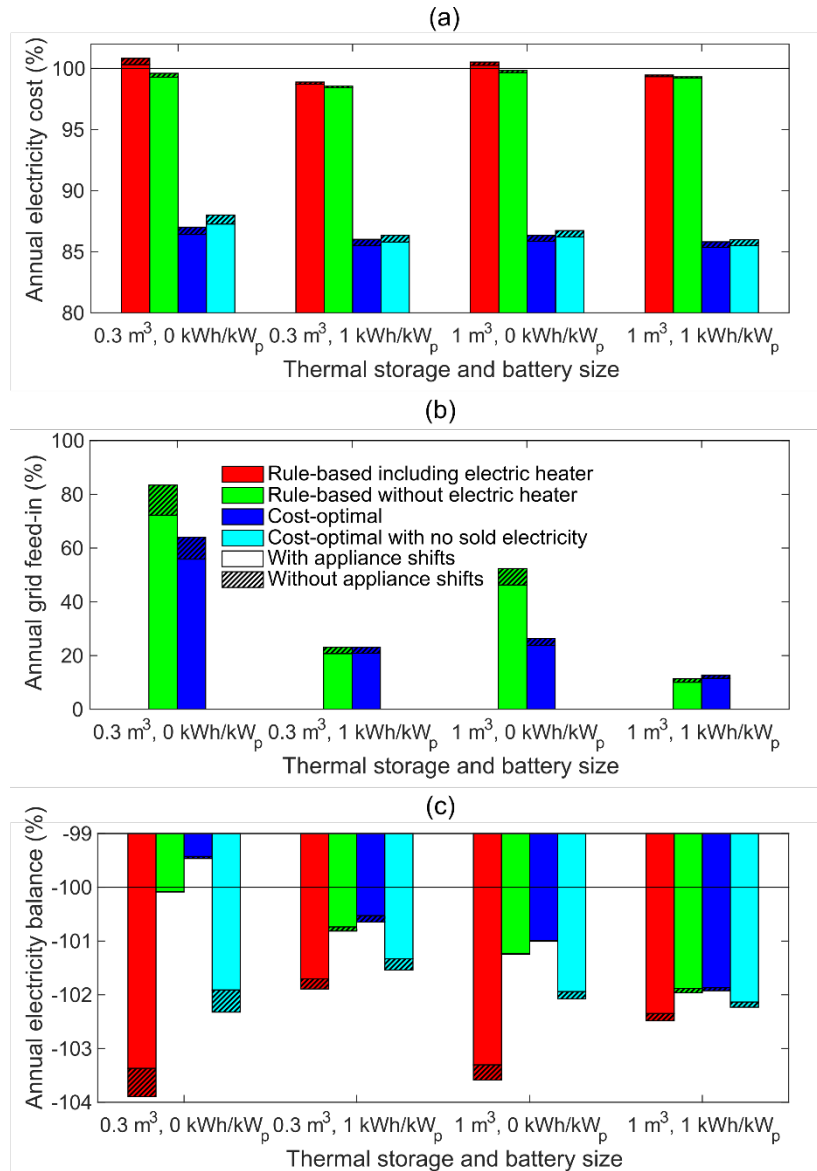 (a)
Annual electricity cost (%)
100
95
90
85
80
0.3 m³, 0 kWh/kWₚ
0.3 m³, 1 kWh/kWₚ
1 m³, 0 kWh/kWₚ
1 m³, 1 kWh/kWₚ
Thermal storage and battery size
(b)
Annual grid feed-in (%)
100
80
60
40
20
0
Rule-based including electric heater
Rule-based without electric heater
Cost-optimal
Cost-optimal with no sold electricity
With appliance shifts
Without appliance shifts
0.3 m³, 0 kWh/kWₚ
0.3 m³, 1 kWh/kWₚ
1 m³, 0 kWh/kWₚ
1 m³, 1 kWh/kWₚ
Thermal storage and battery size
(c)
Annual electricity balance (%)
-99
-100
-101
-102
-103
-104
0.3 m³, 0 kWh/kWₚ
0.3 m³, 1 kWh/kWₚ
1 m³, 0 kWh/kWₚ
1 m³, 1 kWh/kWₚ
Thermal storage and battery size